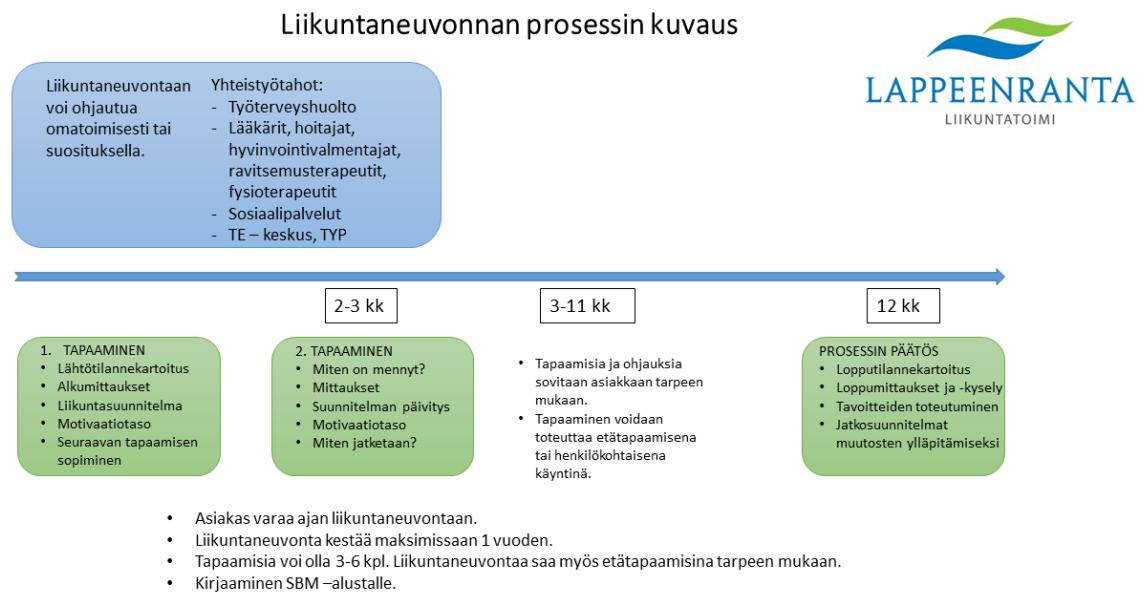 Liikuntaneuvonnan prosessin kuvaus
LAPPEENRANTA
LIIKUNTATOIMI
Liikuntaneuvontaan
voi ohjautua
omatoimisesti tai
suosituksella.
Yhteistyötahot:
- Työterveyshuolto
- Lääkärit, hoitajat,
hyvinvointivalmentajat,
ravitsemusterapeutit,
fysioterapeutit
- Sosiaalipalvelut
- TE – keskus, TYP
2-3 kk
3-11 kk
12 kk
1. TAPAAMINEN
• Lähtötilannekartoitus
• Alkumittaukset
• Liikuntasuunnitelma
• Motivaatiotaso
• Seuraavan tapaamisen
sopiminen
2. TAPAAMINEN
• Miten on mennyt?
• Mittaukset
• Suunnitelman päivitys
• Motivaatiotaso
• Miten jatketaan?
• Tapaamisia ja ohjauksia
sovitaan asiakkaan tarpeen
mukaan.
• Tapaaminen voidaan
toteuttaa etätapaamisena
tai henkilökohtaisena
käyntinä.
PROSESSIN PÄÄTÖS
• Lopputilannekartoitus
• Loppumittaukset ja -kysely
• Tavoitteiden toteutuminen
• Jatkosuunnitelmat
muutosten ylläpitämiseksi
• Asiakas varaa ajan liikuntaneuvontaan.
• Liikuntaneuvonta kestää maksimissaan 1 vuoden.
• Tapaamisia voi olla 3-6 kpl. Liikuntaneuvontaa saa myös etätapaamisina tarpeen mukaan.
• Kirjaaminen SBM –alustalle.